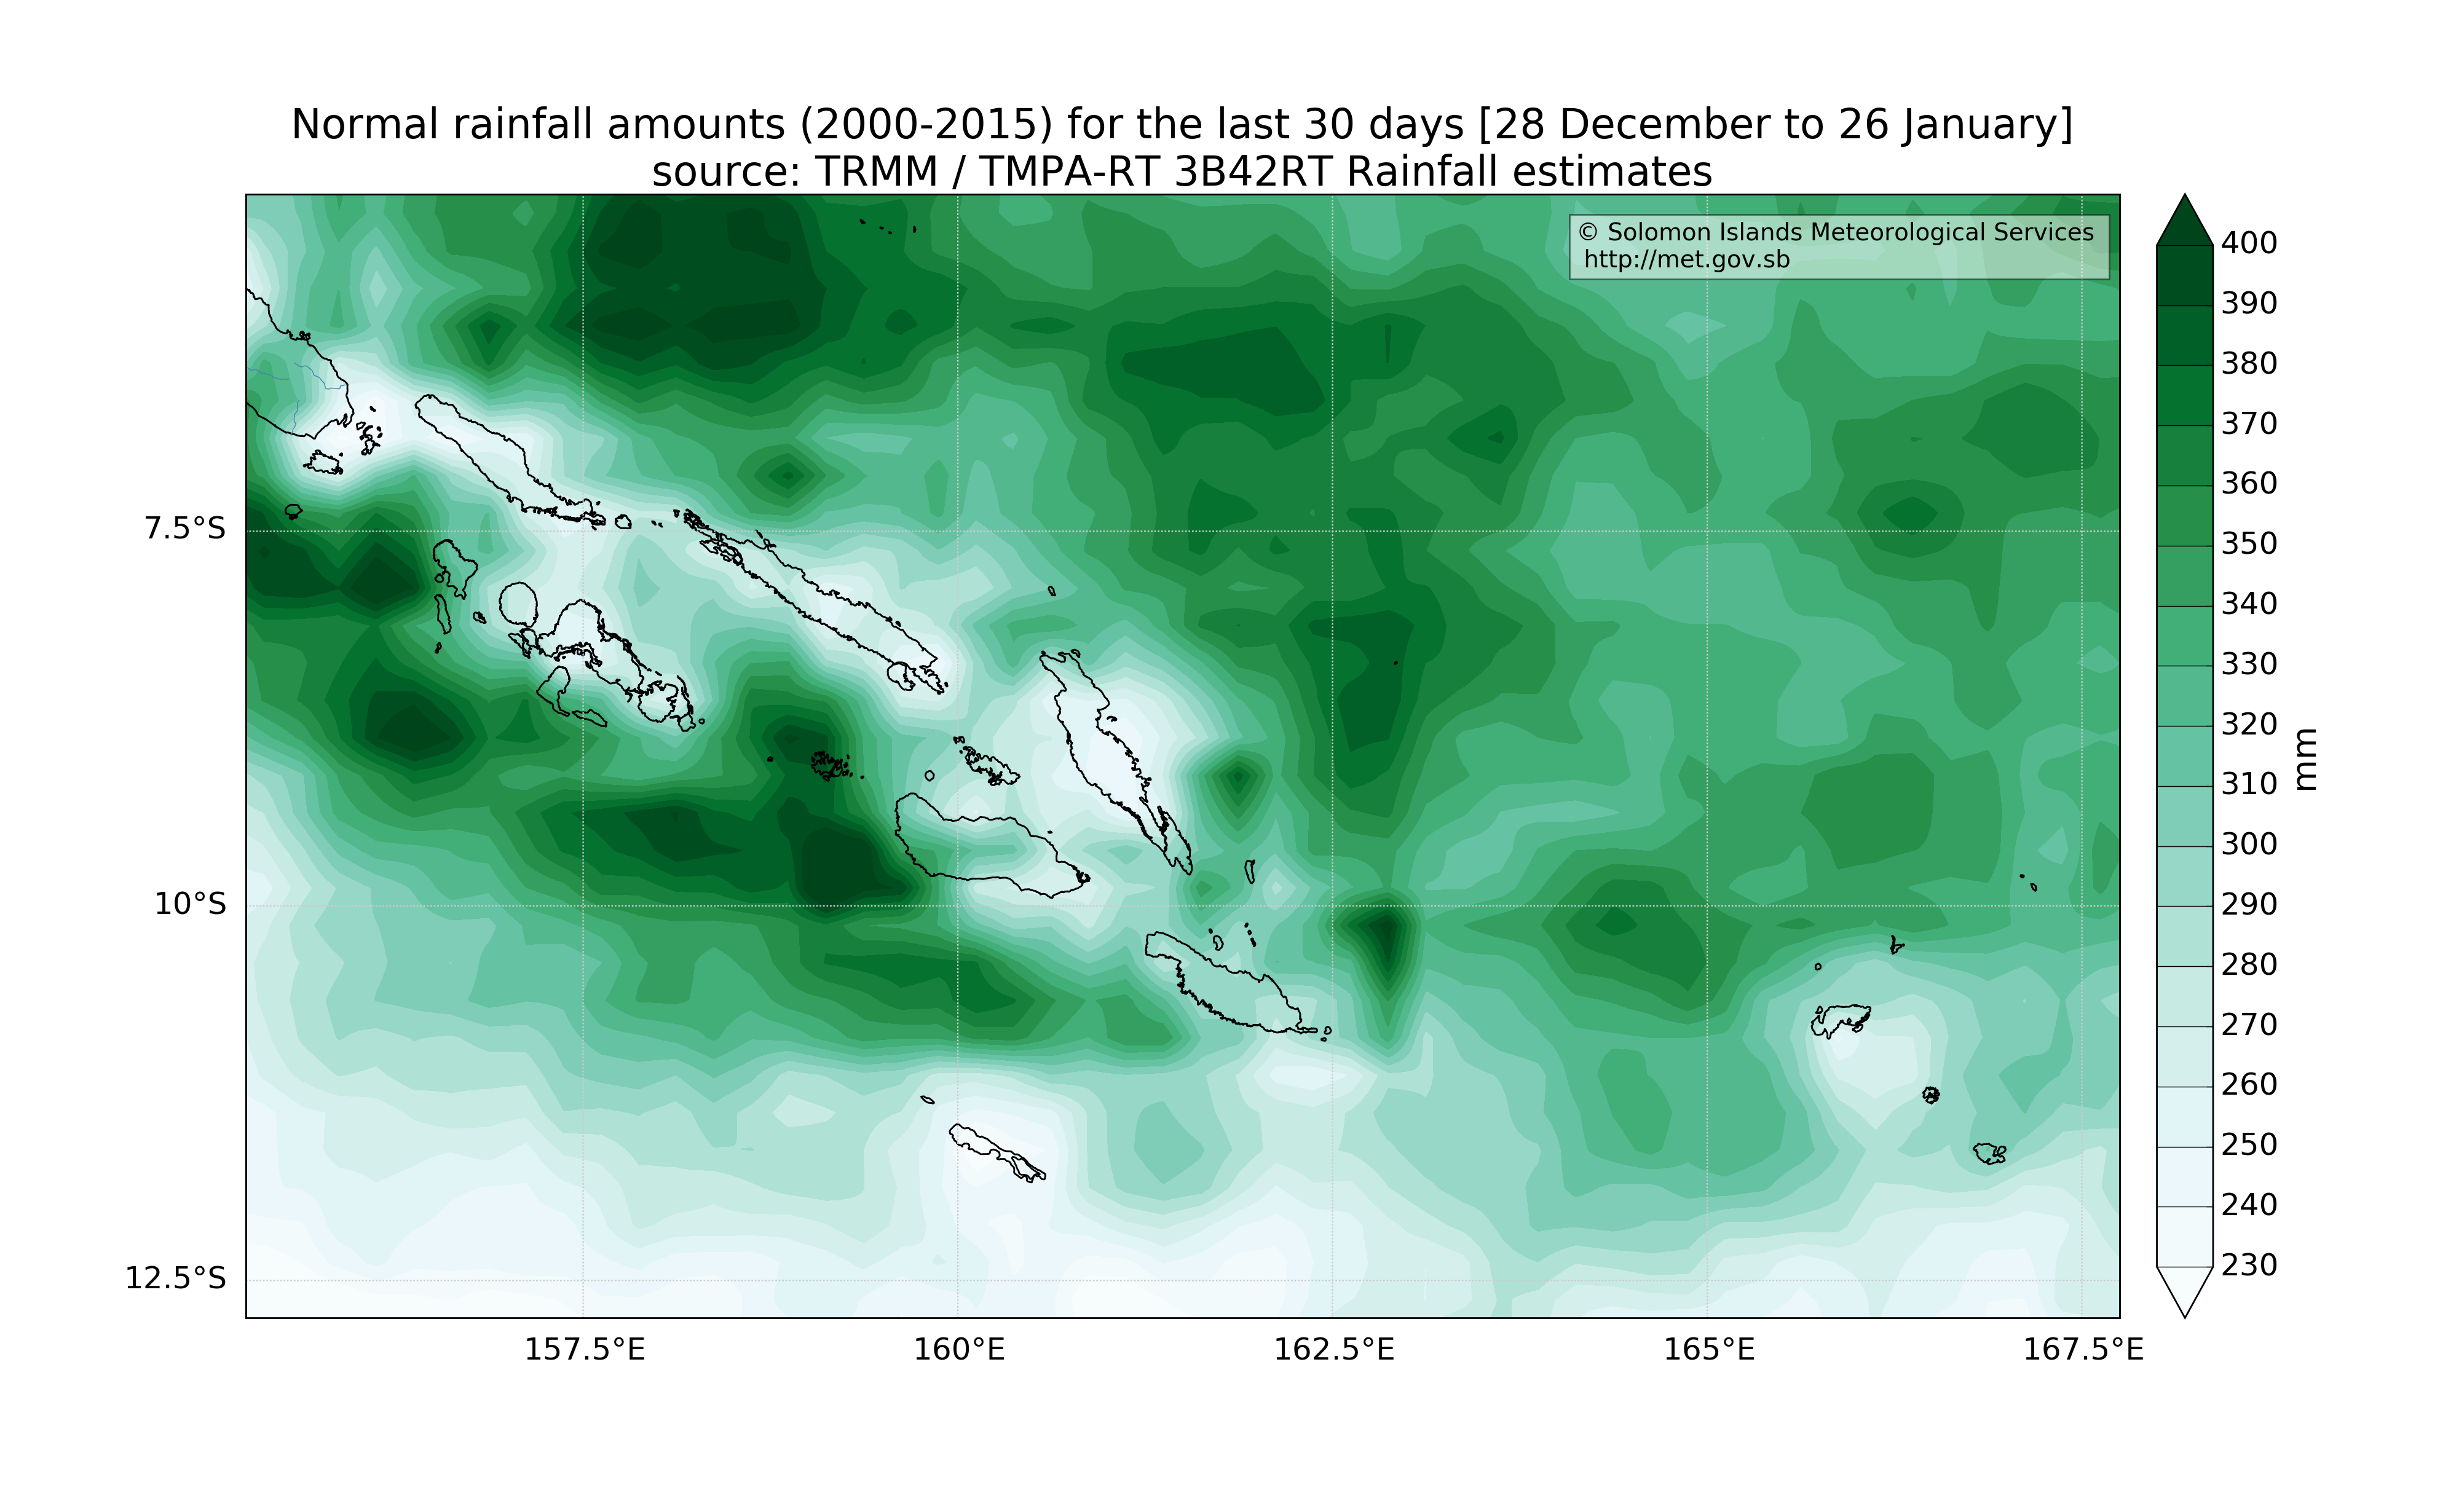 Normal rainfall amounts (2000-2015) for the last 30 days [28 December to 26 January]
source: TRMM / TMPA-RT 3B42RT Rainfall estimates
© Solomon Islands Meteorological Services
http://met.gov.sb
7.5°S
10°S
12.5°S
157.5°E
160°E
162.5°E
165°E
167.5°E
400
390
380
370
360
350
340
330
320
310
300
290
280
270
260
250
240
230
mm